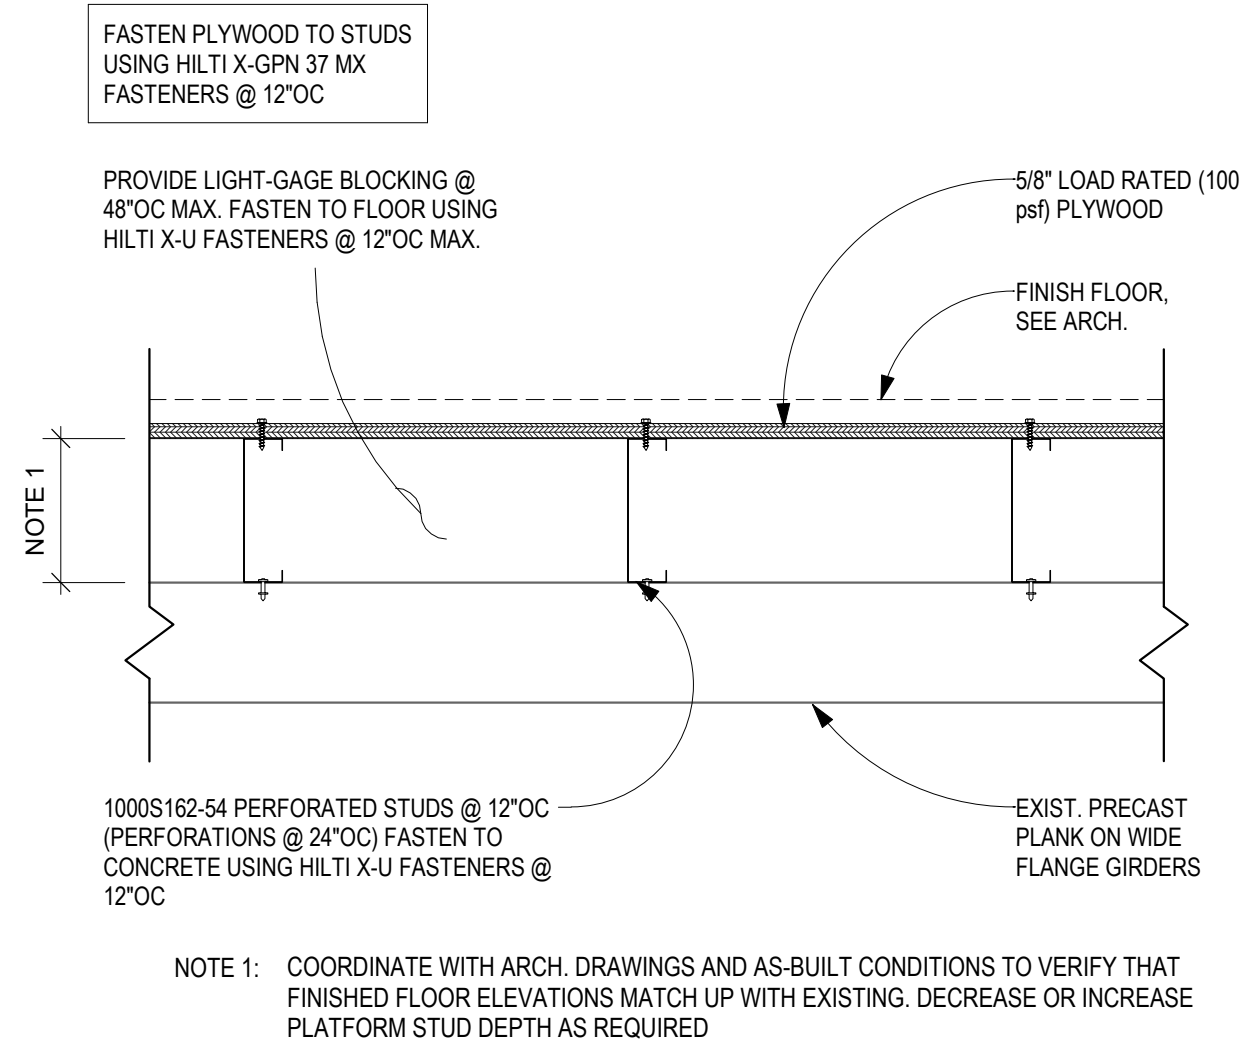 FASTEN PLYWOOD TO STUDS
USING HILTI X-GPN 37 MX
FASTENERS @ 12"OC
PROVIDE LIGHT-GAGE BLOCKING @
48"OC MAX. FASTEN TO FLOOR USING
HILTI X-U FASTENERS @ 12"OC MAX.
5/8" LOAD RATED (100
psf) PLYWOOD
FINISH FLOOR,
SEE ARCH.
NOTE 1
1000S162-54 PERFORATED STUDS @ 12"OC
(PERFORATIONS @ 24"OC) FASTEN TO
CONCRETE USING HILTI X-U FASTENERS @
12"OC
EXIST. PRECAST
PLANK ON WIDE
FLANGE GIRDERS
NOTE 1: COORDINATE WITH ARCH. DRAWINGS AND AS-BUILT CONDITIONS TO VERIFY THAT
FINISHED FLOOR ELEVATIONS MATCH UP WITH EXISTING. DECREASE OR INCREASE
PLATFORM STUD DEPTH AS REQUIRED